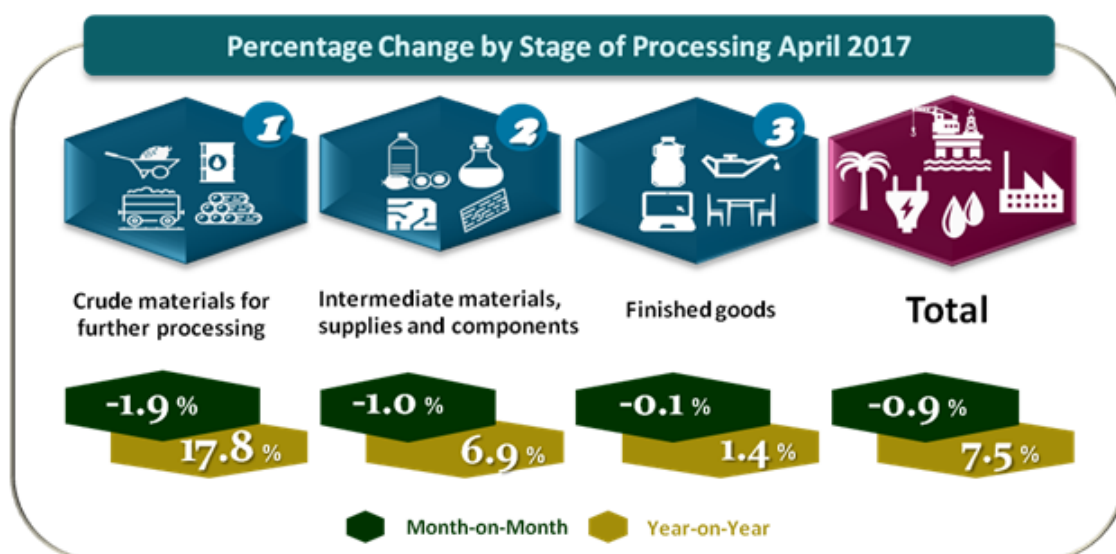 Percentage Change by Stage of Processing April 2017
1
2
3
Crude materials for
further processing
Intermediate materials,
supplies and components
Finished goods
Total
-1.9 %
17.8 %
-1.0 %
6.9 %
-0.1 %
1.4 %
-0.9 %
7.5 %
Month-on-Month
Year-on-Year